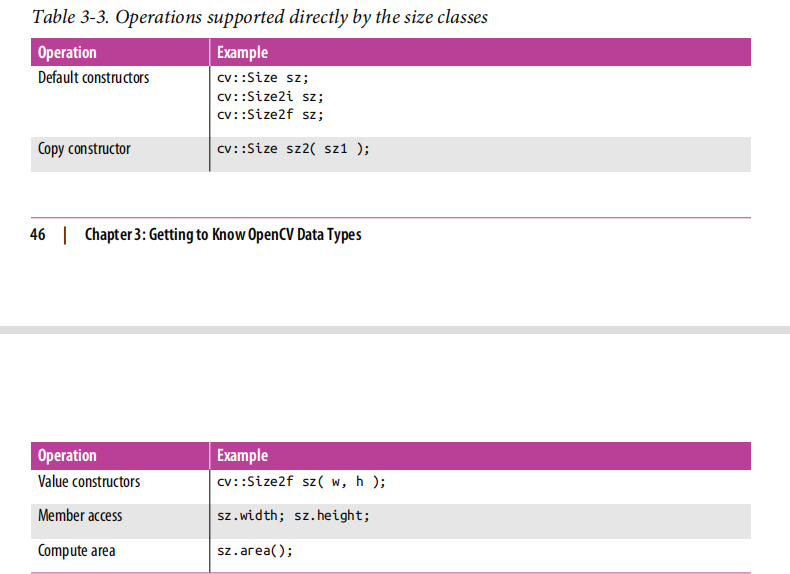 Table 3-3. Operations supported directly by the size classes
Operation Example
Default constructors cv::Size sz;
cv::Size2i sz;
cv::Size2f sz;
Copy constructor cv::Size sz2( sz1 );
46 | Chapter 3: Getting to Know OpenCV Data Types
Operation Example
Value constructors cv::Size2f sz( w, h );
Member access sz.width; sz.height;
Compute area sz.area();